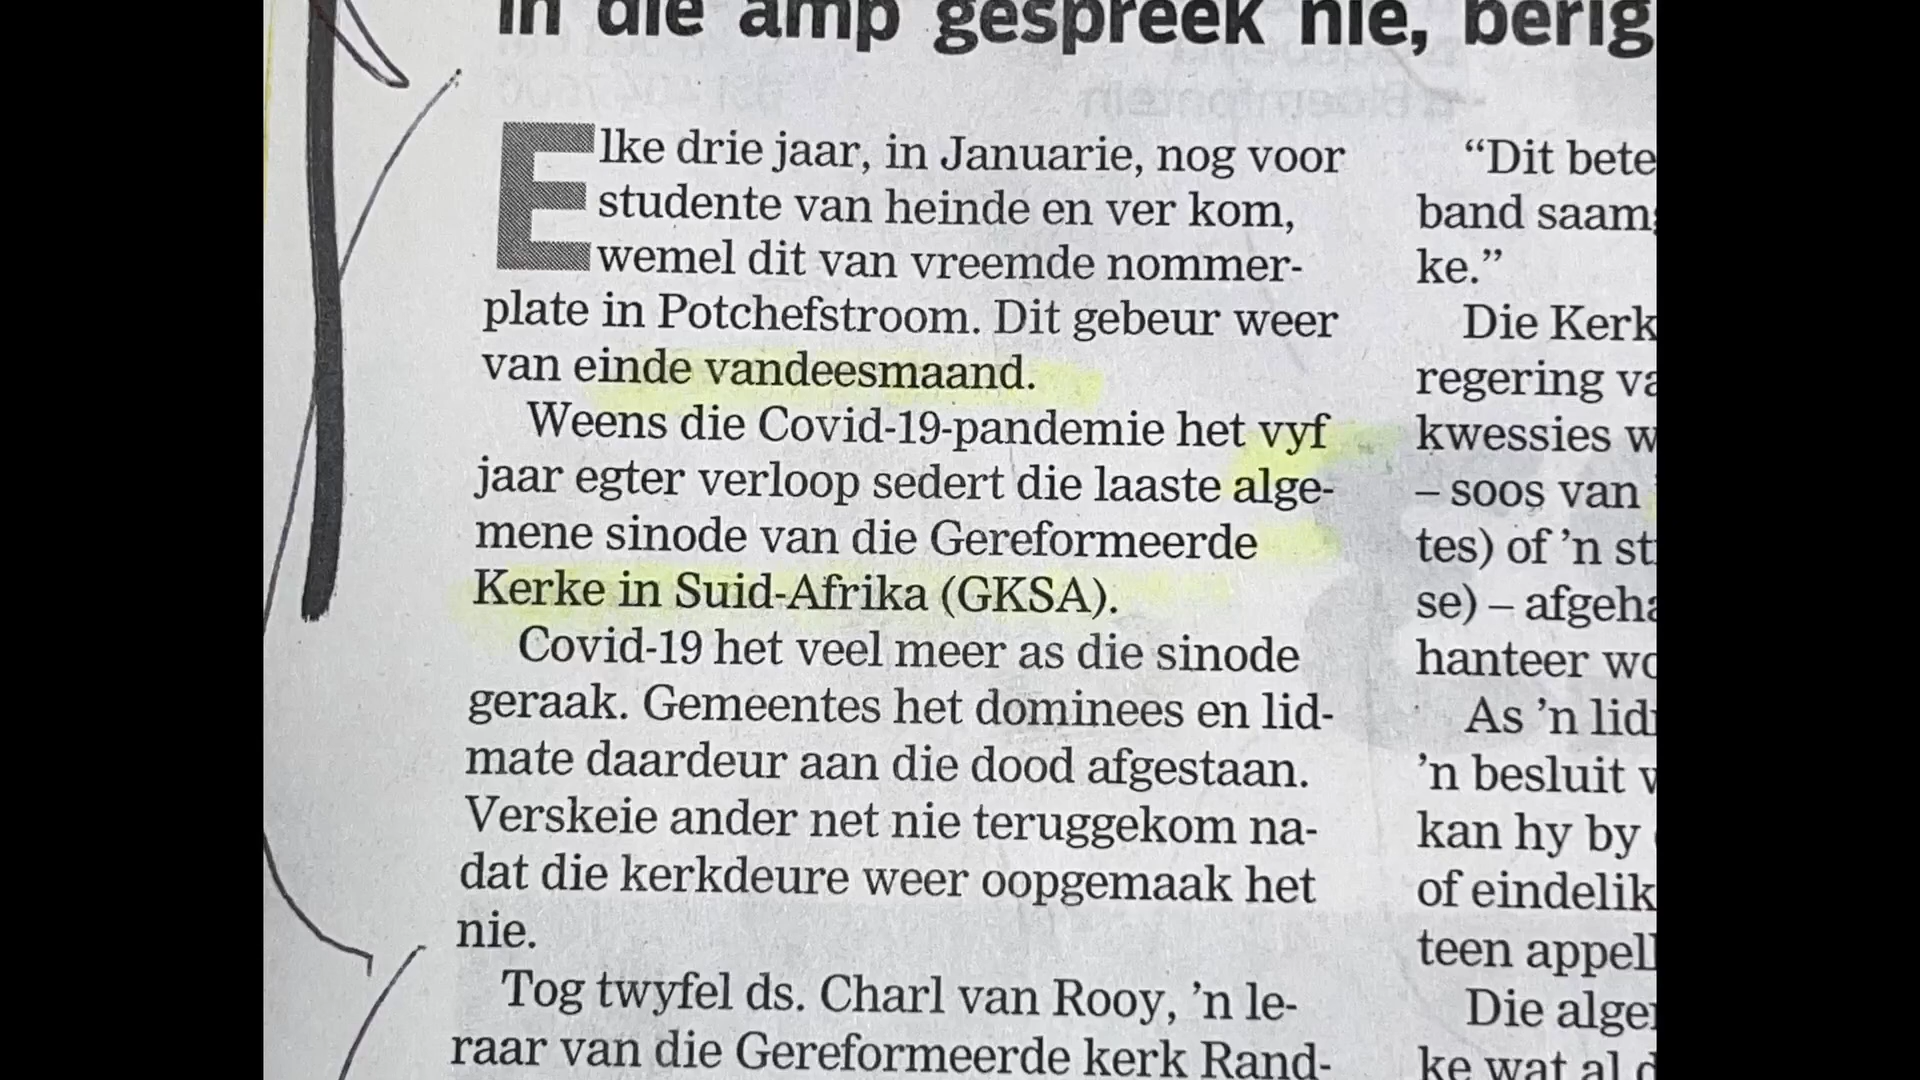 in die amp gespreek nie, berig
Elke drie jaar, in Januarie, nog voor
studente van heinde en ver kom,
wemel dit van vreemde nommer-
plate in Potchefstroom. Dit gebeur weer
van einde vandeesmaand.
Weens die Covid-19-pandemie het vyf
jaar egter verloop sedert die laaste alge-
mene sinode van die Gereformeerde
Kerke in Suid-Afrika (GKSA).
Covid-19 het veel meer as die sinode
geraak. Gemeentes het dominees en lid-
mate daardeur aan die dood afgestaan.
Verskeie ander net nie teruggekom na-
dat die kerkdeure weer oopgemaak het
nie.
Tog twyfel ds. Charl van Rooy, ’n le-
raar van die Gereformeerde kerk Rand-
“Dit bete
band saam
ke.”
Die Kerk
regering va
kwessies w
– soos van
tes) of ’n st
se) – afgeha
hanteer wo
As ’n lid
’n besluit v
kan hy by
of eindelik
teen appel
Die alge
ke wat al d